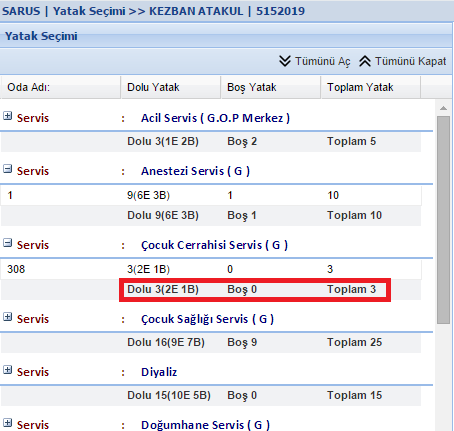 SARUS | Yatak Seçimi >> KEZBAN ATAKUL | 5152019
Yatak Seçimi
Tümünü Aç Tümünü Kapat
Oda Adı: Dolu Yatak Boş Yatak Toplam Yatak
Servis : Acil Servis ( G.O.P Merkez )
Dolu 3(1E 2B) Boş 2 Toplam 5
Servis : Anestezi Servis ( G )
1 9(6E 3B) 1 10
Dolu 9(6E 3B) Boş 1 Toplam 10
Servis : Çocuk Cerrahisi Servis ( G )
308 3(2E 1B) 0 3
Dolu 3(2E 1B) Boş 0 Toplam 3
Servis : Çocuk Sağlığı Servis ( G )
Dolu 16(9E 7B) Boş 9 Toplam 25
Servis : Diyaliz
Dolu 15(10E 5B) Boş 0 Toplam 15
Servis : Doğumhane Servis ( G )